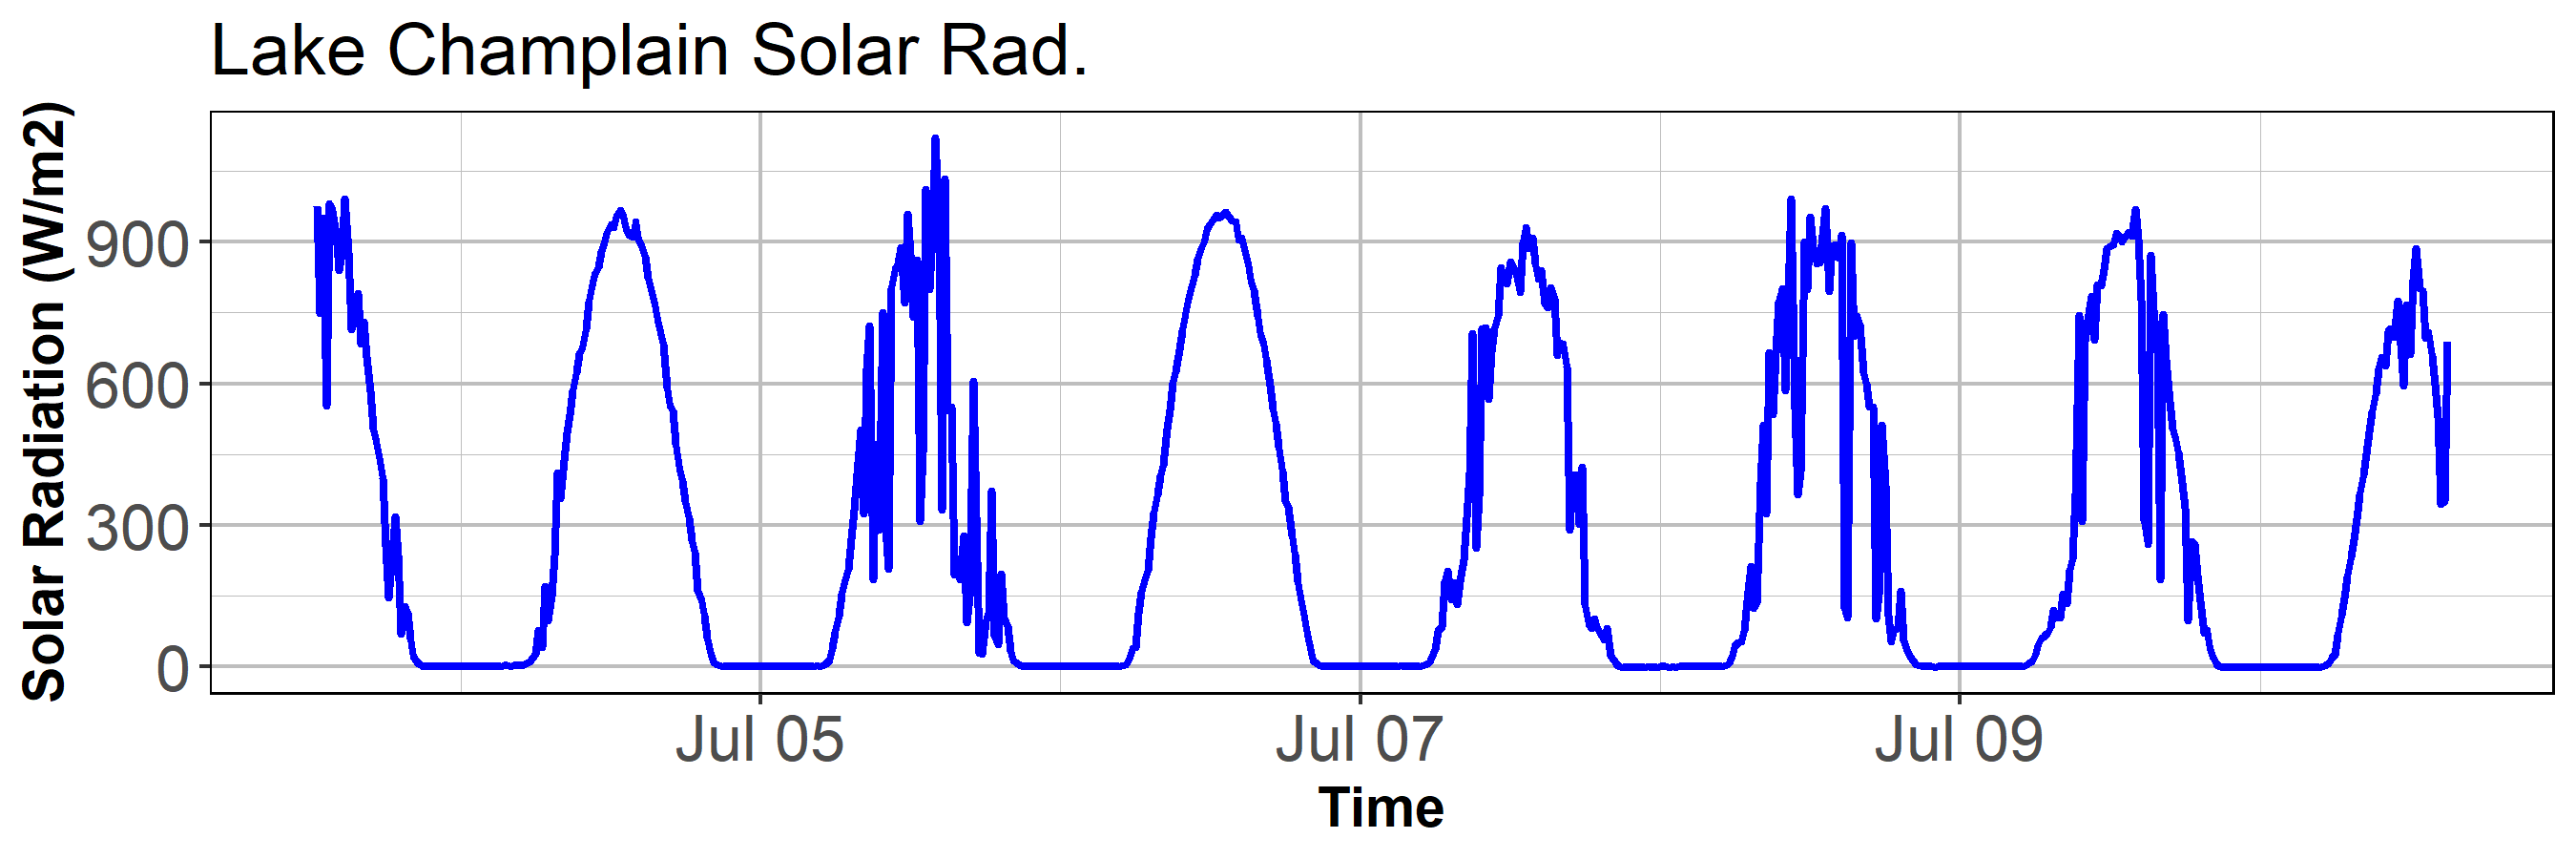 Lake Champlain Solar Rad.
Solar Radiation (W/m2)
900
600
300
0
Jul 05 Jul 07 Jul 09
Time